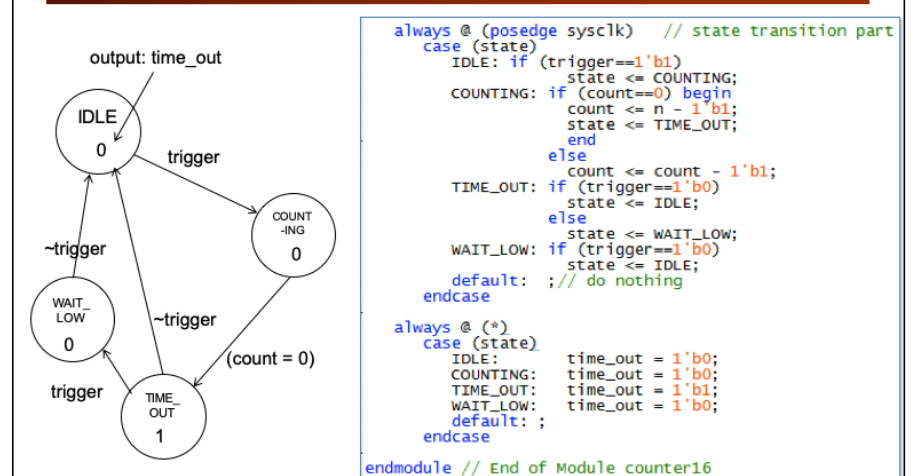 output: time_out
IDLE
0
trigger
COUNT
-ING
0
~trigger
WAIT_
LOW
0
~trigger
(count = 0)
trigger
TIME_
OUT
1
always @ (posedge sysclk) // state transition part
case (state)
IDLE: if (trigger==1'b1)
state <= COUNTING;
COUNTING: if (count==0) begin
count <= n - 1'b1;
state <= TIME_OUT;
end
else
count <= count - 1'b1;
TIME_OUT: if (trigger==1'b0)
state <= IDLE;
else
state <= WAIT_LOW;
WAIT_LOW: if (trigger==1'b0)
state <= IDLE;
default: ;// do nothing
endcase
always @ (*)
case (state)
IDLE: time_out = 1'b0;
COUNTING: time_out = 1'b0;
TIME_OUT: time_out = 1'b1;
WAIT_LOW: time_out = 1'b0;
default: ;
endcase
endmodule // End of Module counter16